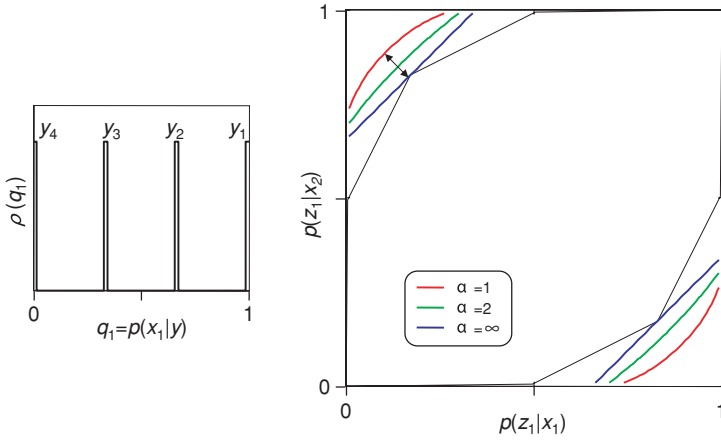 y₄ y₃ y₂ y₁
ρ(q₁)
0 1
q₁=p(x₁|y)
1
p(z₁|x₂)
0
α =1
α =2
α =∞
0 1
p(z₁|x₁)